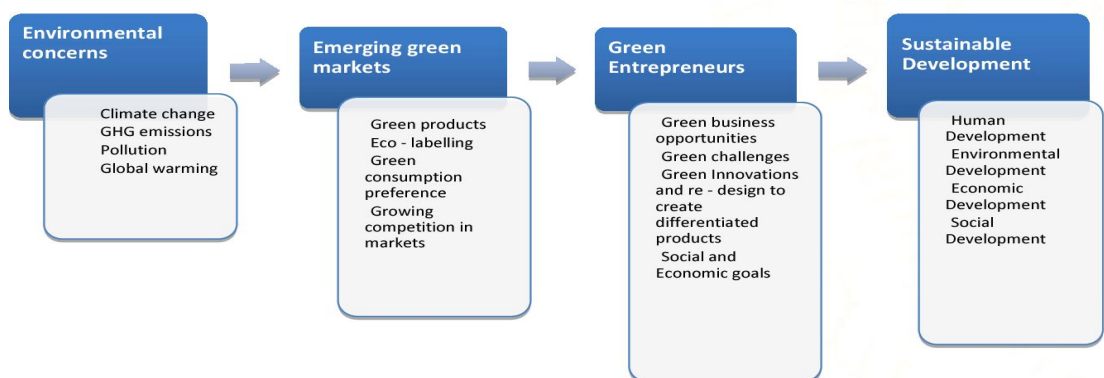 Environmental
concerns
Climate change
GHG emissions
Pollution
Global warming
Emerging green
markets
Green products
Eco - labelling
Green
consumption
preference
Growing
competition in
markets
Green
Entrepreneurs
Green business
opportunities
Green challenges
Green Innovations
and re - design to
create
differentiated
products
Social and
Economic goals
Sustainable
Development
Human
Development
Environmental
Development
Economic
Development
Social
Development